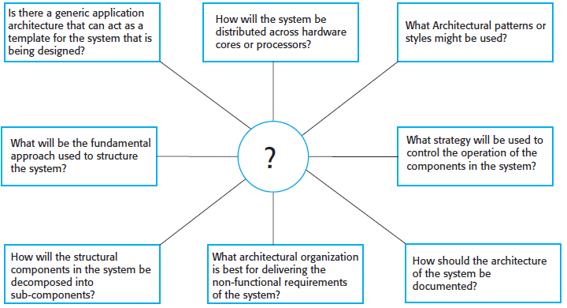 Is there a generic application
architecture that can act as a
template for the system that is
being designed?
How will the system be
distributed across hardware
cores or processors?
What Architectural patterns or
styles might be used?
What will be the fundamental
approach used to structure
the system?
?
What strategy will be used to
control the operation of the
components in the system?
How will the structural
components in the system be
decomposed into
sub-components?
What architectural organization
is best for delivering the
non-functional requirements
of the system?
How should the architecture
of the system be
documented?